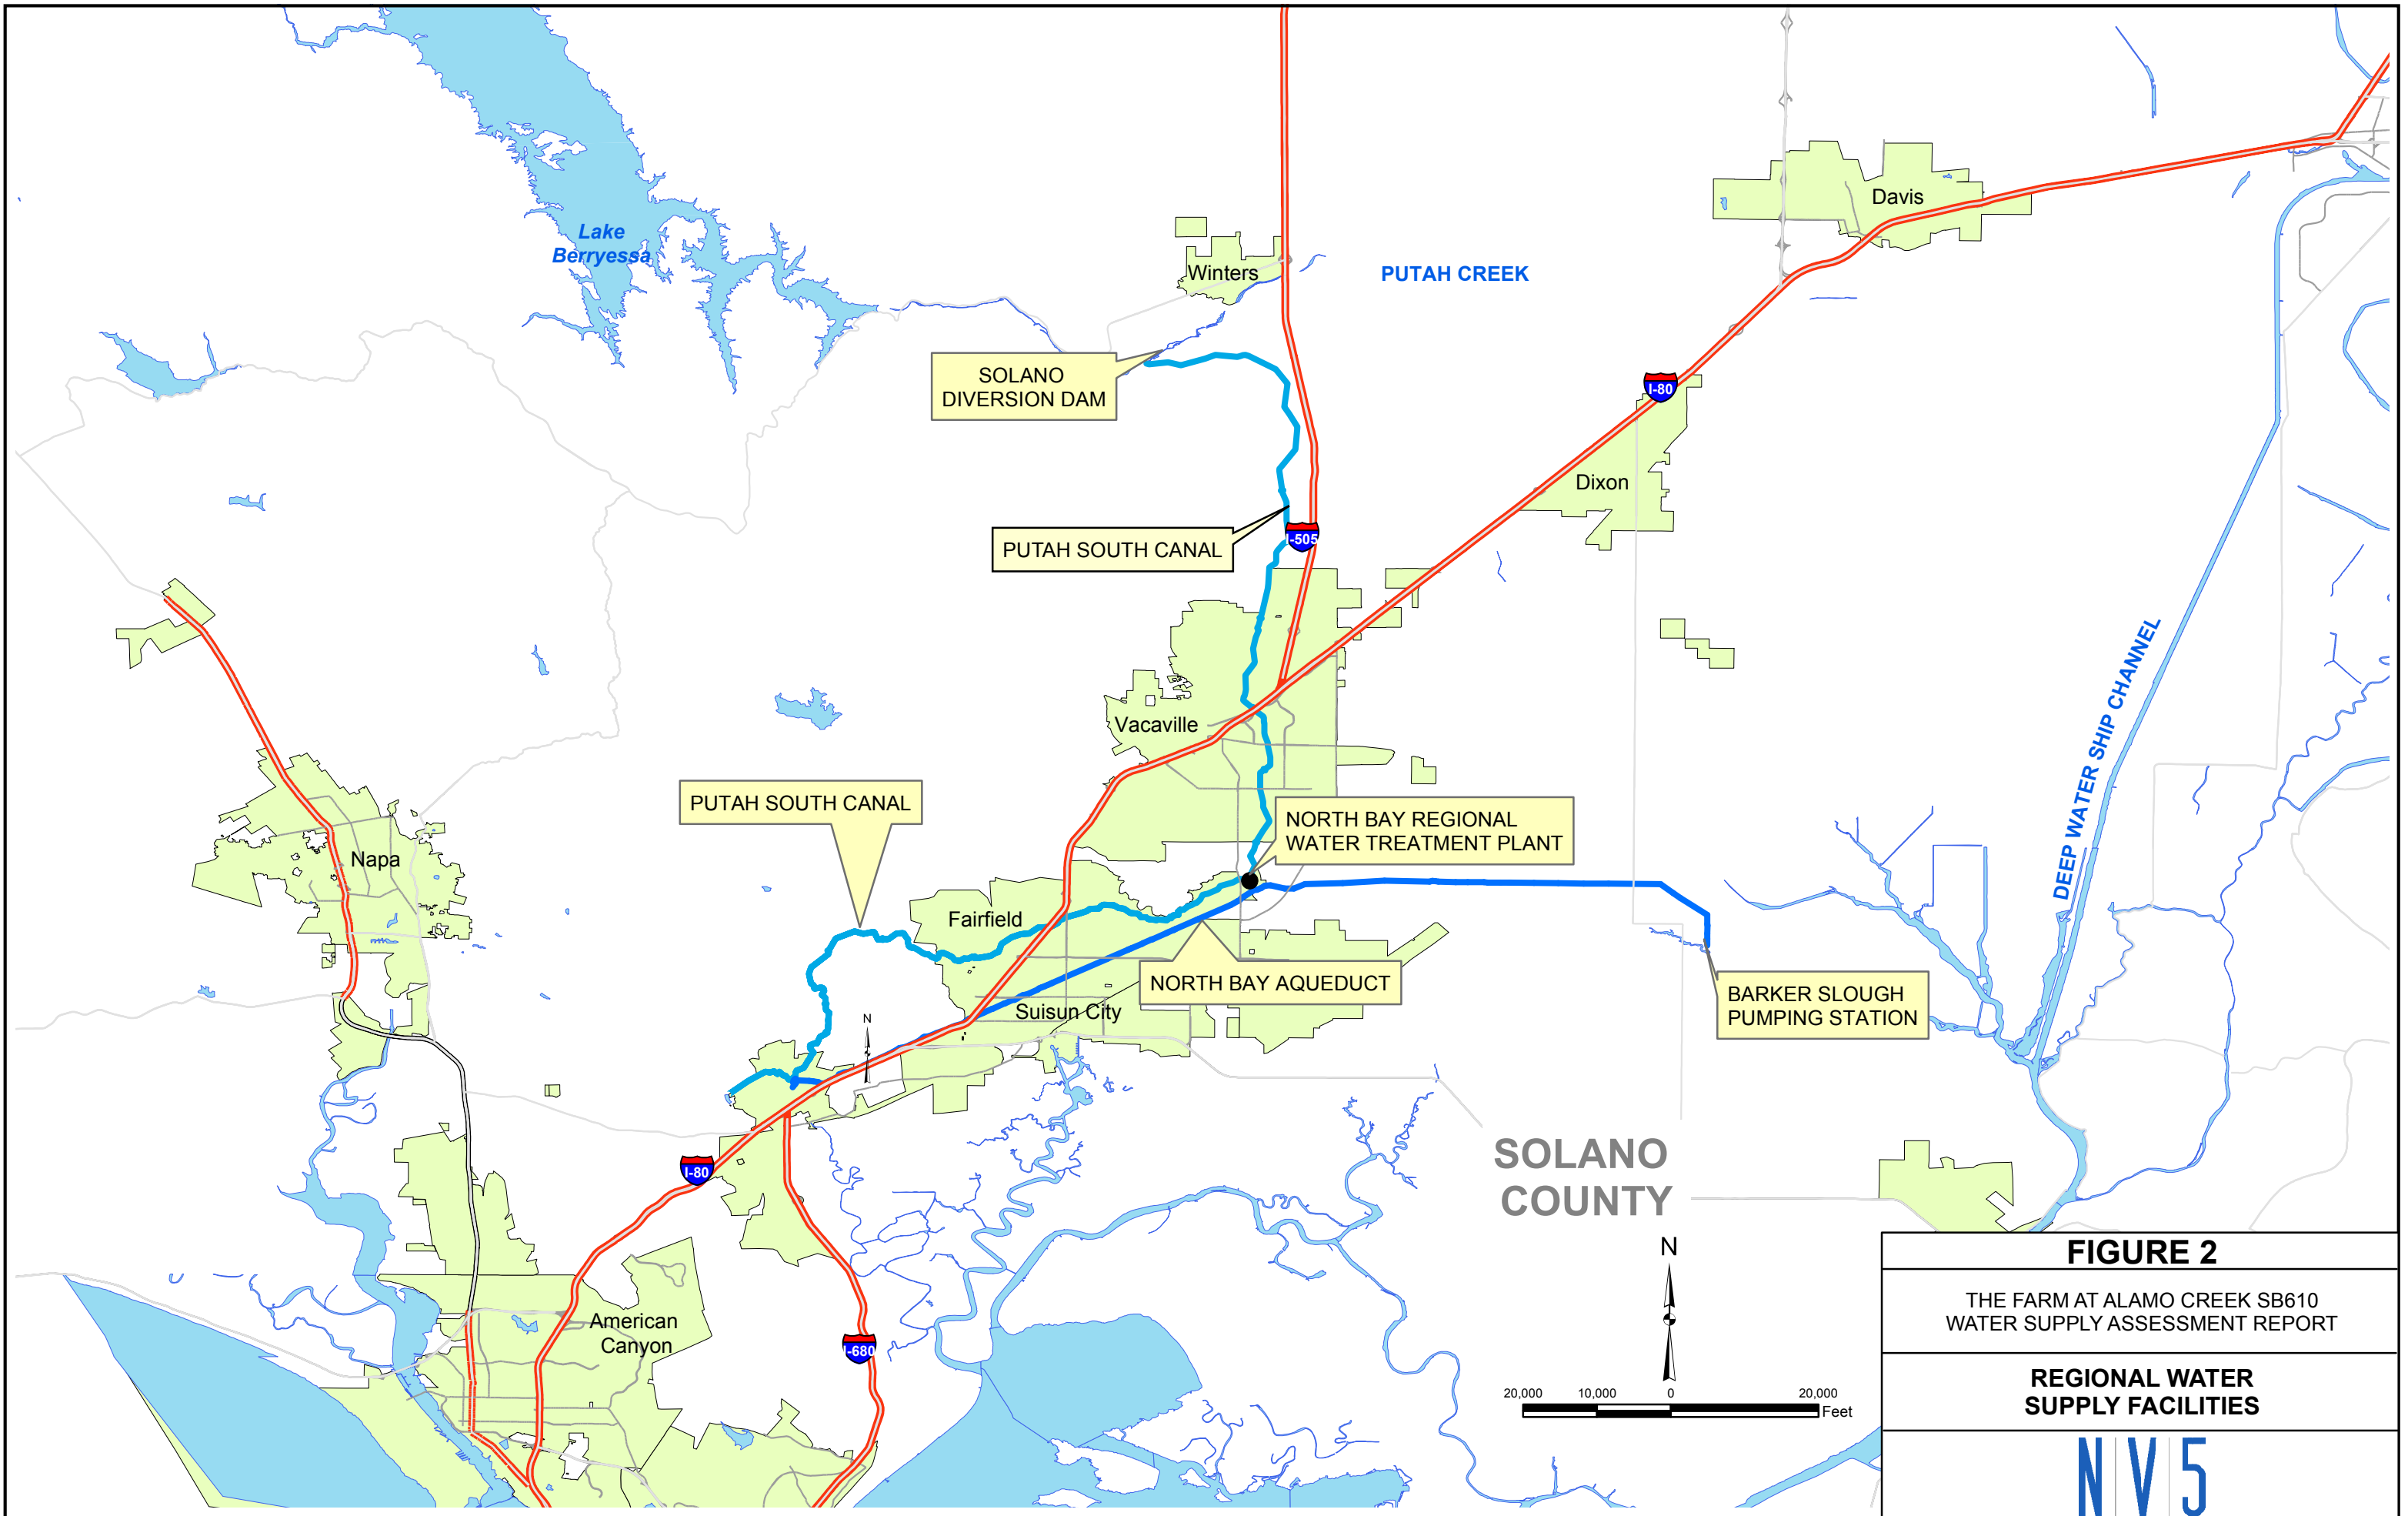 Lake
Berryessa
Winters
PUTAH CREEK
Davis
SOLANO
DIVERSION DAM
I-80
Dixon
PUTAH SOUTH CANAL
I-505
DEEP WATER SHIP CHANNEL
Vacaville
PUTAH SOUTH CANAL
NORTH BAY REGIONAL
WATER TREATMENT PLANT
Napa
Fairfield
NORTH BAY AQUEDUCT
BARKER SLOUGH
PUMPING STATION
Suisun City
N
I-80
SOLANO
COUNTY
American
Canyon
I-680
N
20,000 10,000 0 20,000
Feet
FIGURE 2
THE FARM AT ALAMO CREEK SB610
WATER SUPPLY ASSESSMENT REPORT
REGIONAL WATER
SUPPLY FACILITIES
N V 5